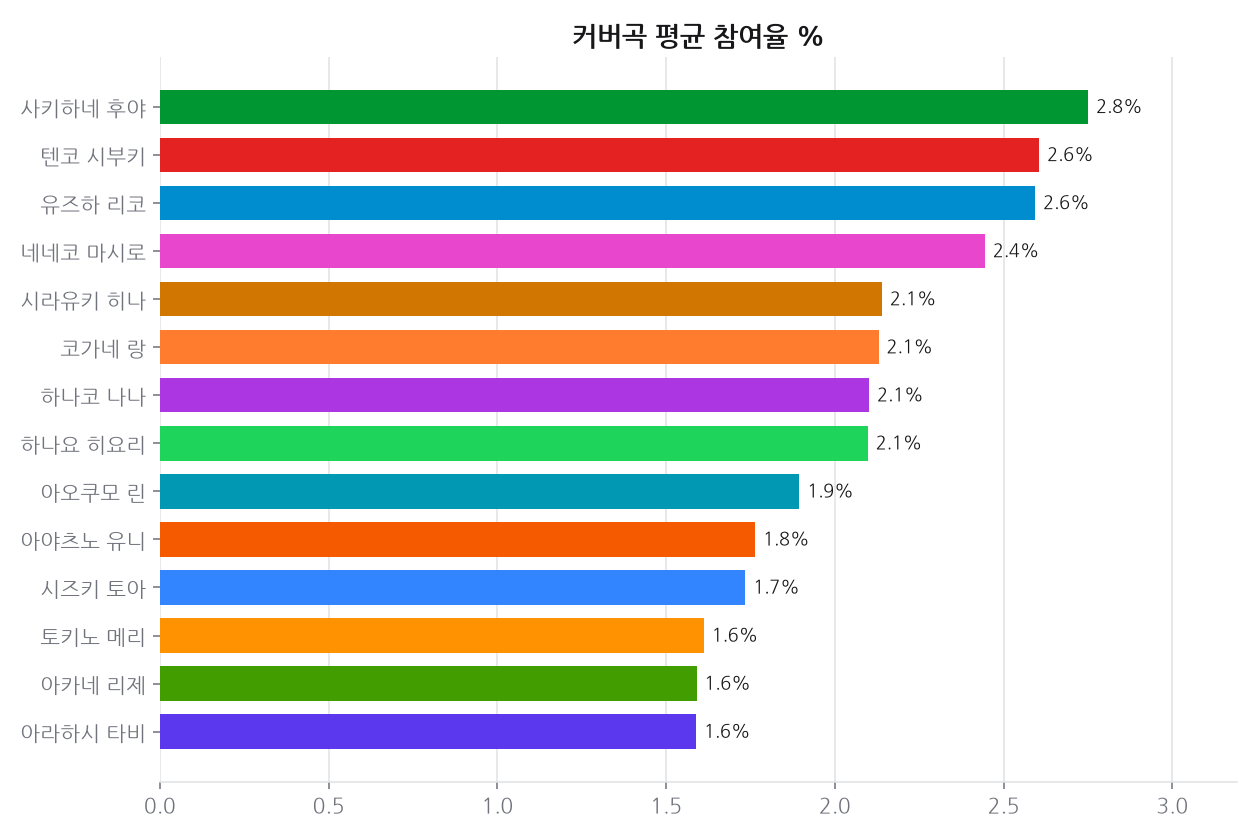 커버곡 평균 참여율 %
사키하네 후야 2.8%
텐코 시부키 2.6%
유즈하 리코 2.6%
네네코 마시로 2.4%
시라유키 히나 2.1%
코가네 랑 2.1%
하나코 나나 2.1%
하나요 히요리 2.1%
아오쿠모 린 1.9%
아야츠노 유니 1.8%
시즈키 토아 1.7%
토키노 메리 1.6%
아카네 리제 1.6%
아라하시 타비 1.6%
0.0 0.5 1.0 1.5 2.0 2.5 3.0